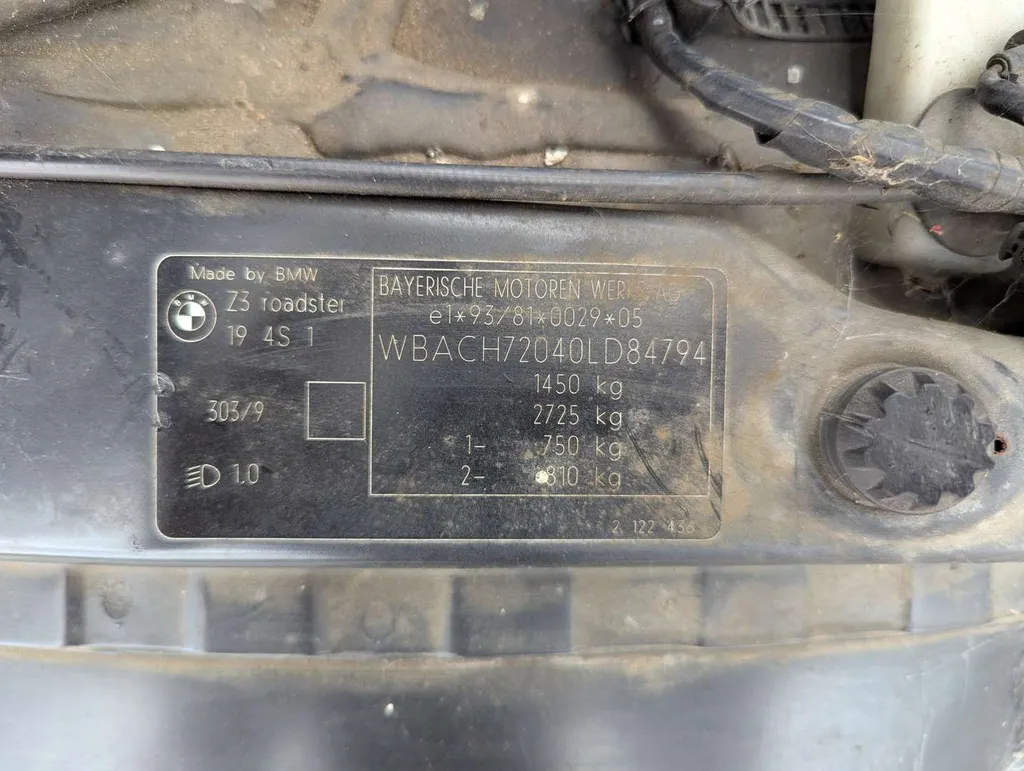 Made by BMW
BMW
Z3 roadster
19 4S 1
303/9
1.0
BAYERISCHE MOTOREN WERKE AG
e1*93/81*0029*05
WBACH72040LD84794
1450 kg
2725 kg
1- 750 kg
2- 810 kg
2 122 436